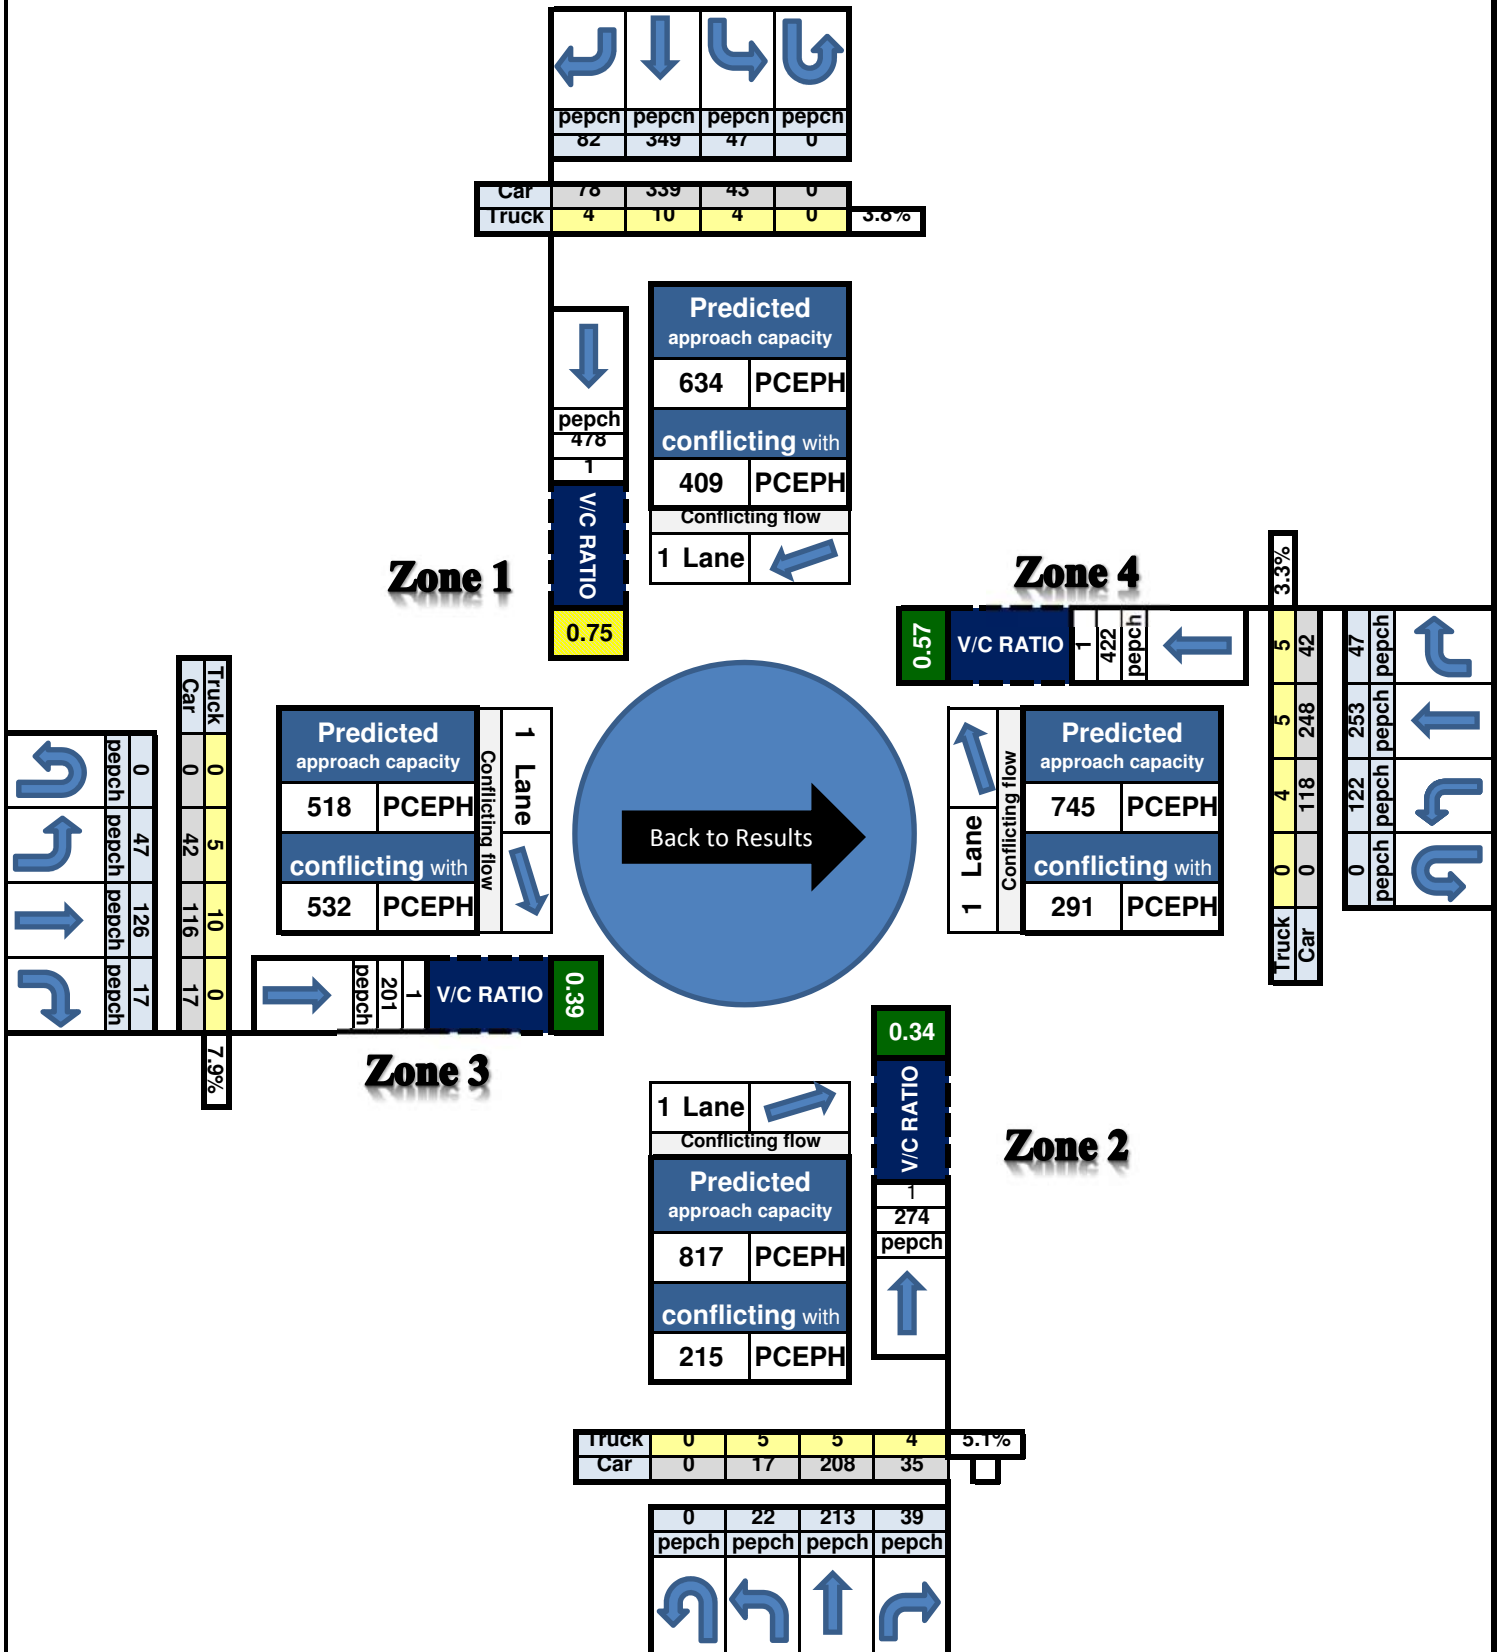 pepch pepch pepch pepch
82 349 47 0
Car 78 339 43 0
Truck 4 10 4 0 3.8%
Predicted
approach capacity
634 PCEPH
conflicting with
409 PCEPH
Conflicting flow
1 Lane
pepch
478
1
V/C RATIO
0.75
Zone 1
Zone 4
3.3%
0.57
V/C RATIO
1
422
pepch
5 5 4 0 Truck
42 248 118 0 Car
47 253 122 0
pepch pepch pepch pepch
1 Lane
Conflicting flow
Predicted
approach capacity
745 PCEPH
conflicting with
291 PCEPH
Truck 0 5 10 0
Car 0 42 116 17
0 47 126 17
pepch pepch pepch pepch
7.9%
Predicted
approach capacity
518 PCEPH
conflicting with
532 PCEPH
Conflicting flow
1 Lane
Back to Results
pepch
201
1
V/C RATIO
0.39
Zone 3
0.34
V/C RATIO
1
274
pepch
Zone 2
1 Lane
Conflicting flow
Predicted
approach capacity
817 PCEPH
conflicting with
215 PCEPH
Truck 0 5 5 4 5.1%
Car 0 17 208 35
0 22 213 39
pepch pepch pepch pepch